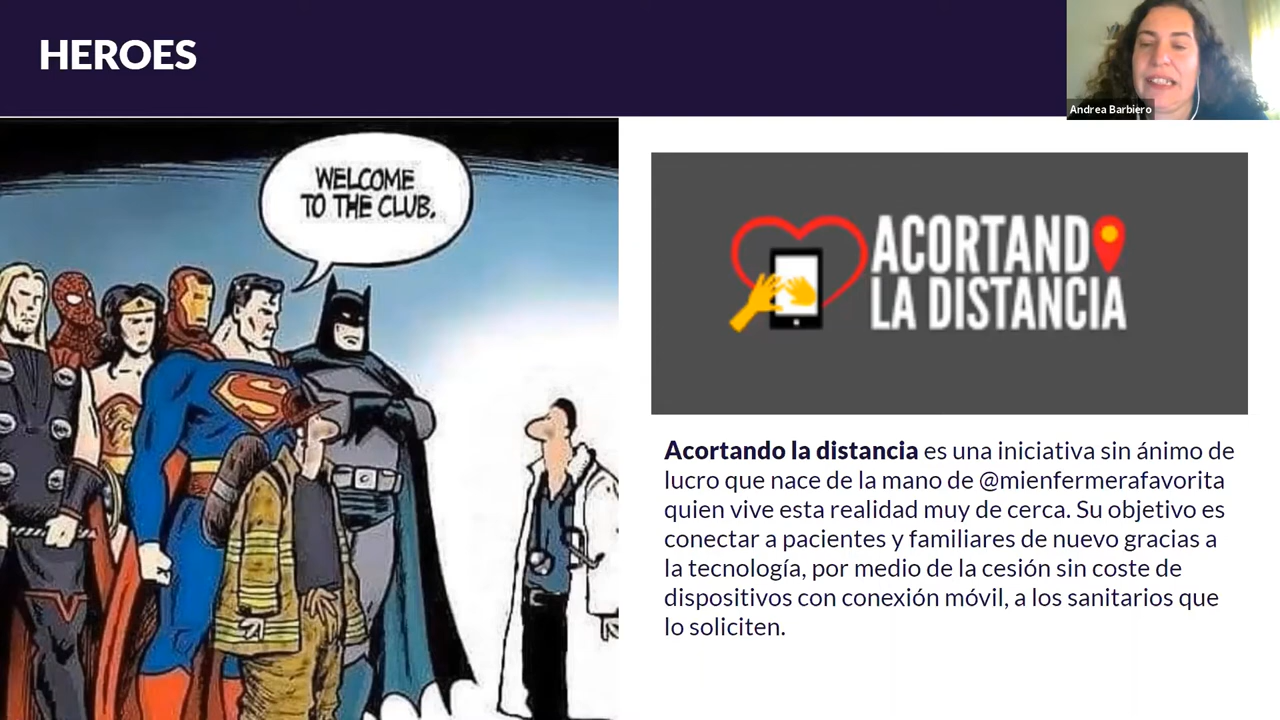 HEROES
Andrea Barbiero
WELCOME
TO THE CLUB.
ACORTANDO
LA DISTANCIA
Acortando la distancia es una iniciativa sin ánimo de
lucro que nace de la mano de @mienfermerafavorita
quien vive esta realidad muy de cerca. Su objetivo es
conectar a pacientes y familiares de nuevo gracias a
la tecnología, por medio de la cesión sin coste de
dispositivos con conexión móvil, a los sanitarios que
lo soliciten.